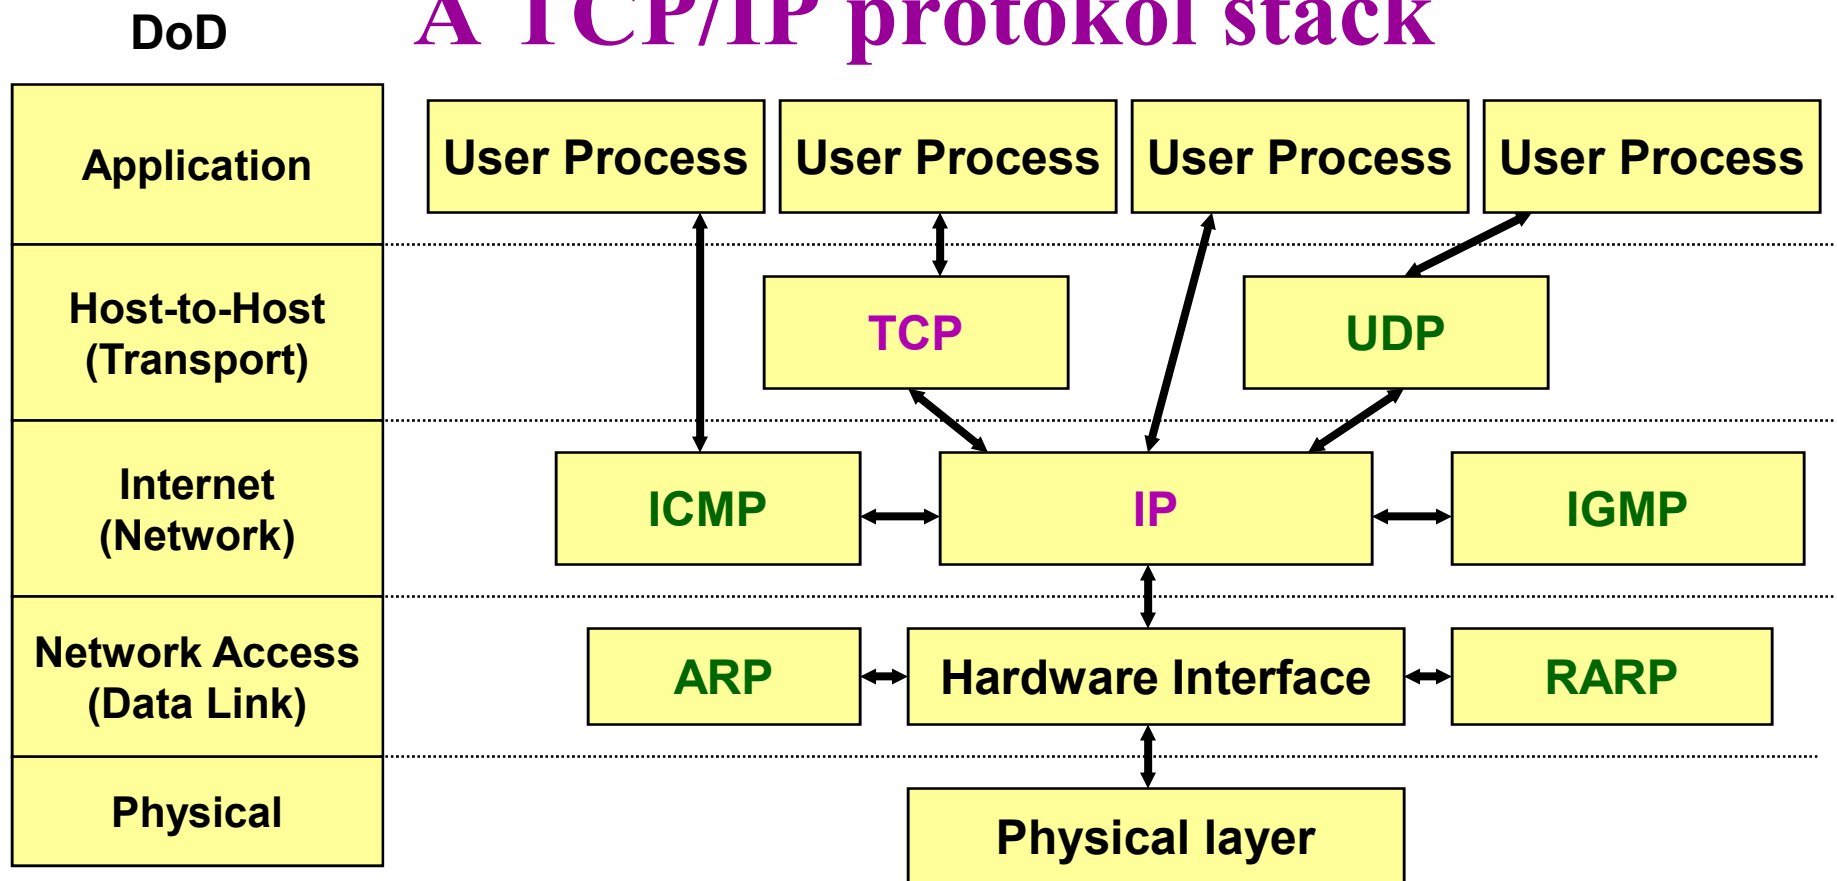 DoD
A TCP/IP protokol stack
Application
User Process
User Process
User Process
User Process
Host-to-Host
(Transport)
TCP
UDP
Internet
(Network)
ICMP
IP
IGMP
Network Access
(Data Link)
ARP
Hardware Interface
RARP
Physical
Physical layer